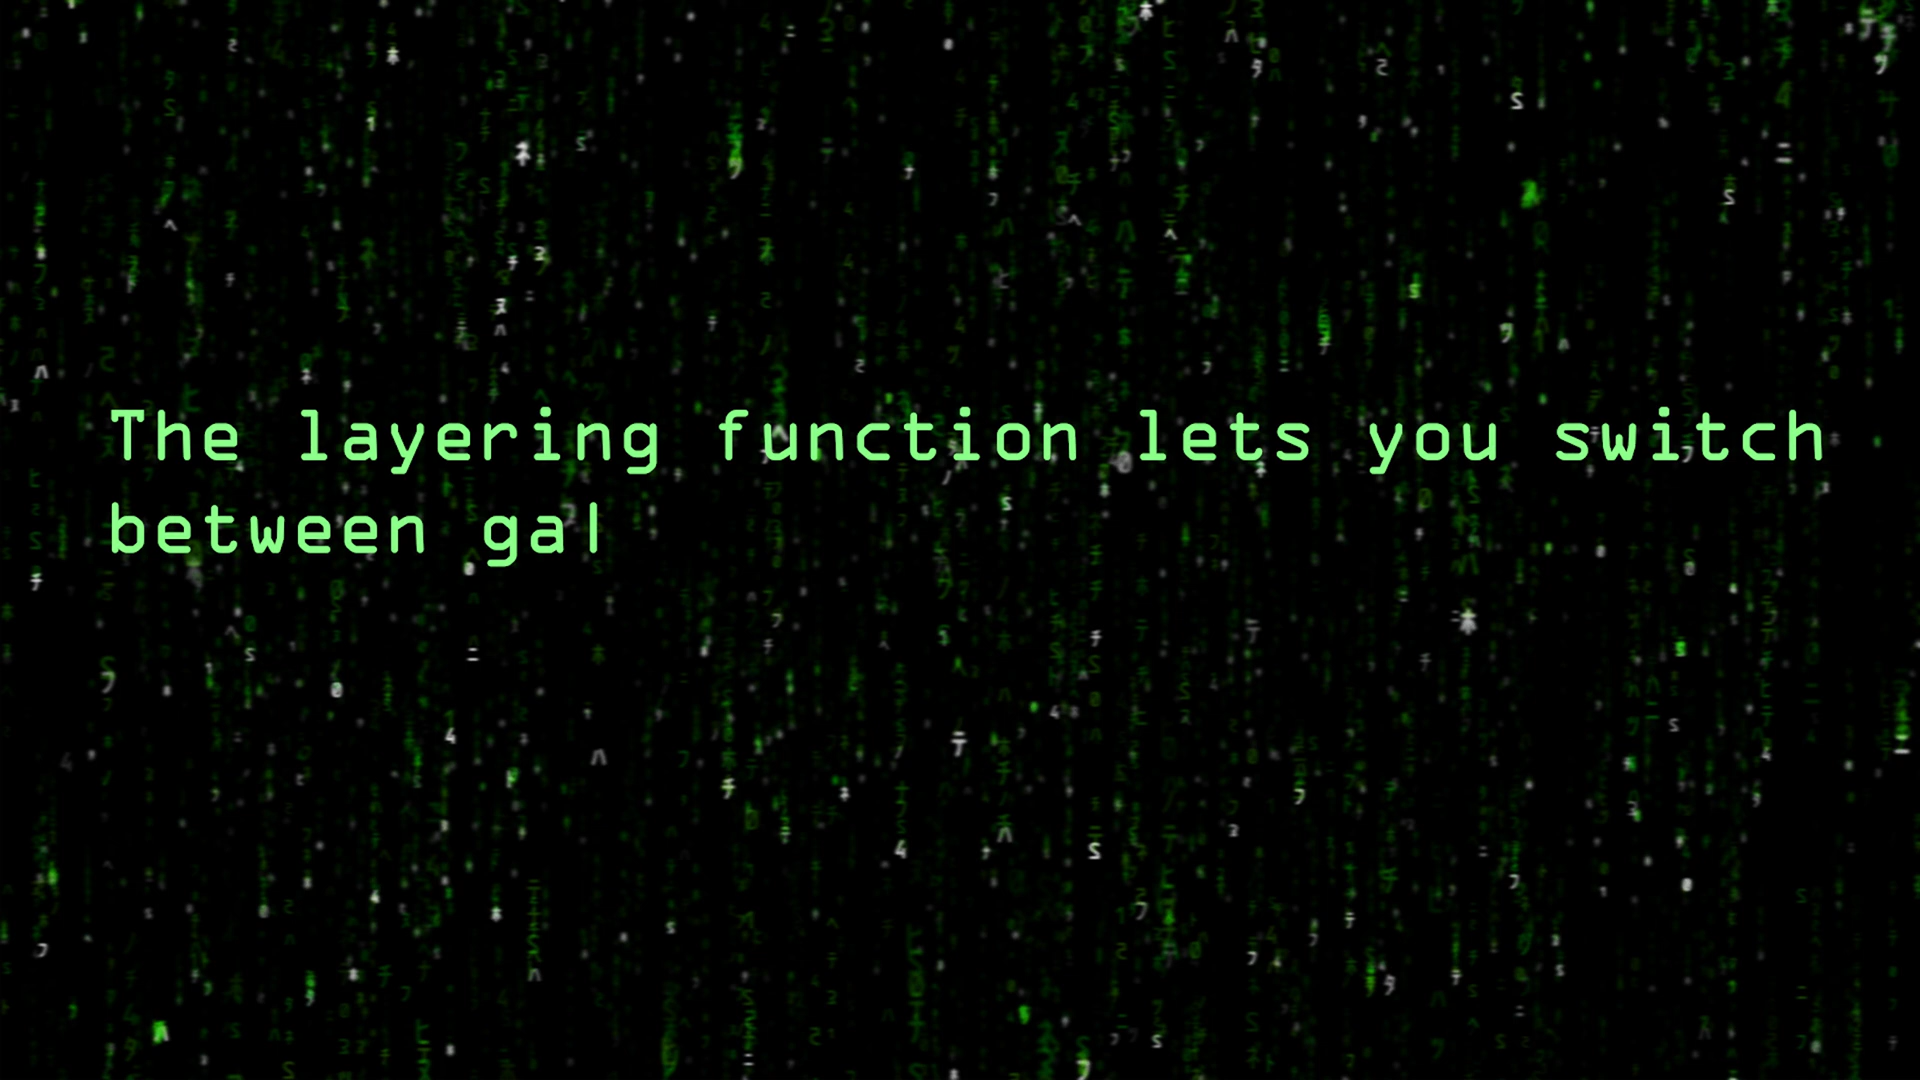 The layering function lets you switch
between gal